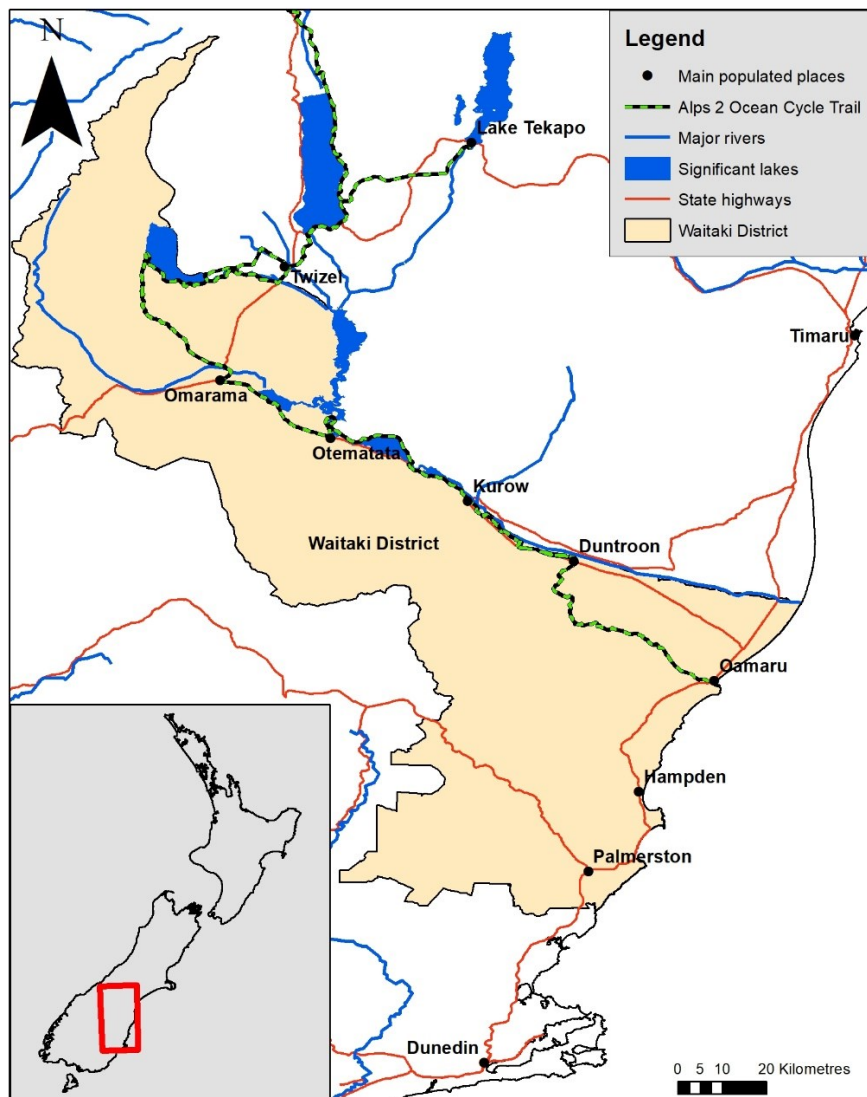 N
Legend
Main populated places
Alps 2 Ocean Cycle Trail
Major rivers
Significant lakes
State highways
Waitaki District
Lake Tekapo
Twizel
Timaru
Omarama
Otematata
Kurow
Waitaki District
Duntroon
Oamaru
Hampden
Palmerston
Dunedin
0 5 10 20 Kilometres